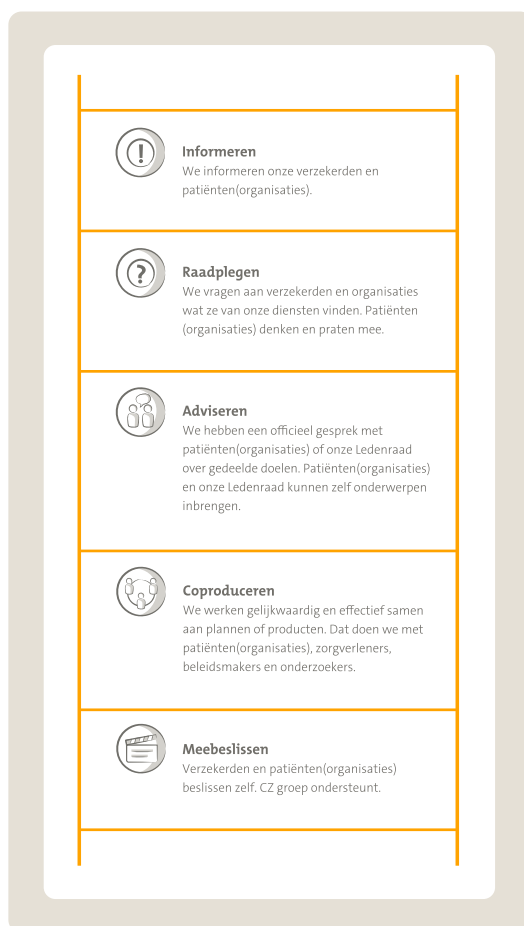 Informeren
We informeren onze verzekerden en
patiënten(organisaties).
Raadplegen
We vragen aan verzekerden en organisaties
wat ze van onze diensten vinden. Patiënten
(organisaties) denken en praten mee.
Adviseren
We hebben een officieel gesprek met
patiënten(organisaties) of onze Ledenraad
over gedeelde doelen. Patiënten(organisaties)
en onze Ledenraad kunnen zelf onderwerpen
inbrengen.
Coproduceren
We werken gelijkwaardig en effectief samen
aan plannen of producten. Dat doen we met
patiënten(organisaties), zorgverleners,
beleidsmakers en onderzoekers.
Meebeslissen
Verzekerden en patiënten(organisaties)
beslissen zelf. CZ groep ondersteunt.